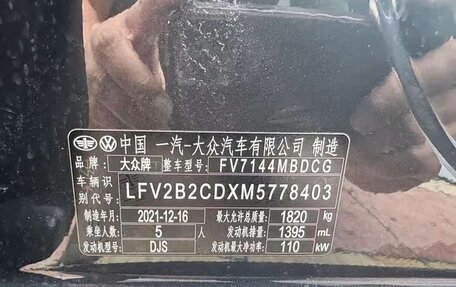 中国 一汽-大众汽车有限公司 制造
品牌: 大众牌 整车型号: FV7144MBDCG
车辆识别代号: LFV2B2CDXM5778403
制造年月 2021-12-16 最大允许总质量: 1820 kg
乘坐人数 5 人 发动机排量: 1395 mL
发动机型号 DJS 发动机最大净功率: 110 kW